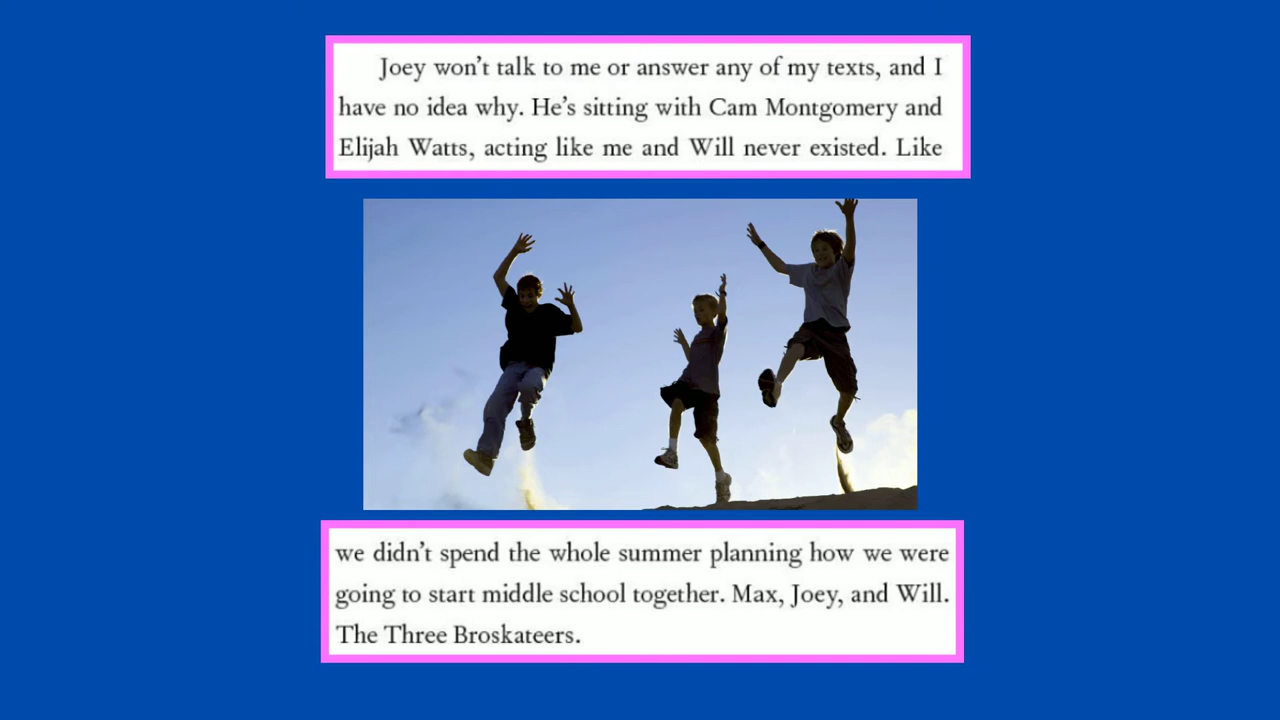 Joey won't talk to me or answer any of my texts, and I
have no idea why. He's sitting with Cam Montgomery and
Elijah Watts, acting like me and Will never existed. Like
we didn't spend the whole summer planning how we were
going to start middle school together. Max, Joey, and Will.
The Three Broskateers.